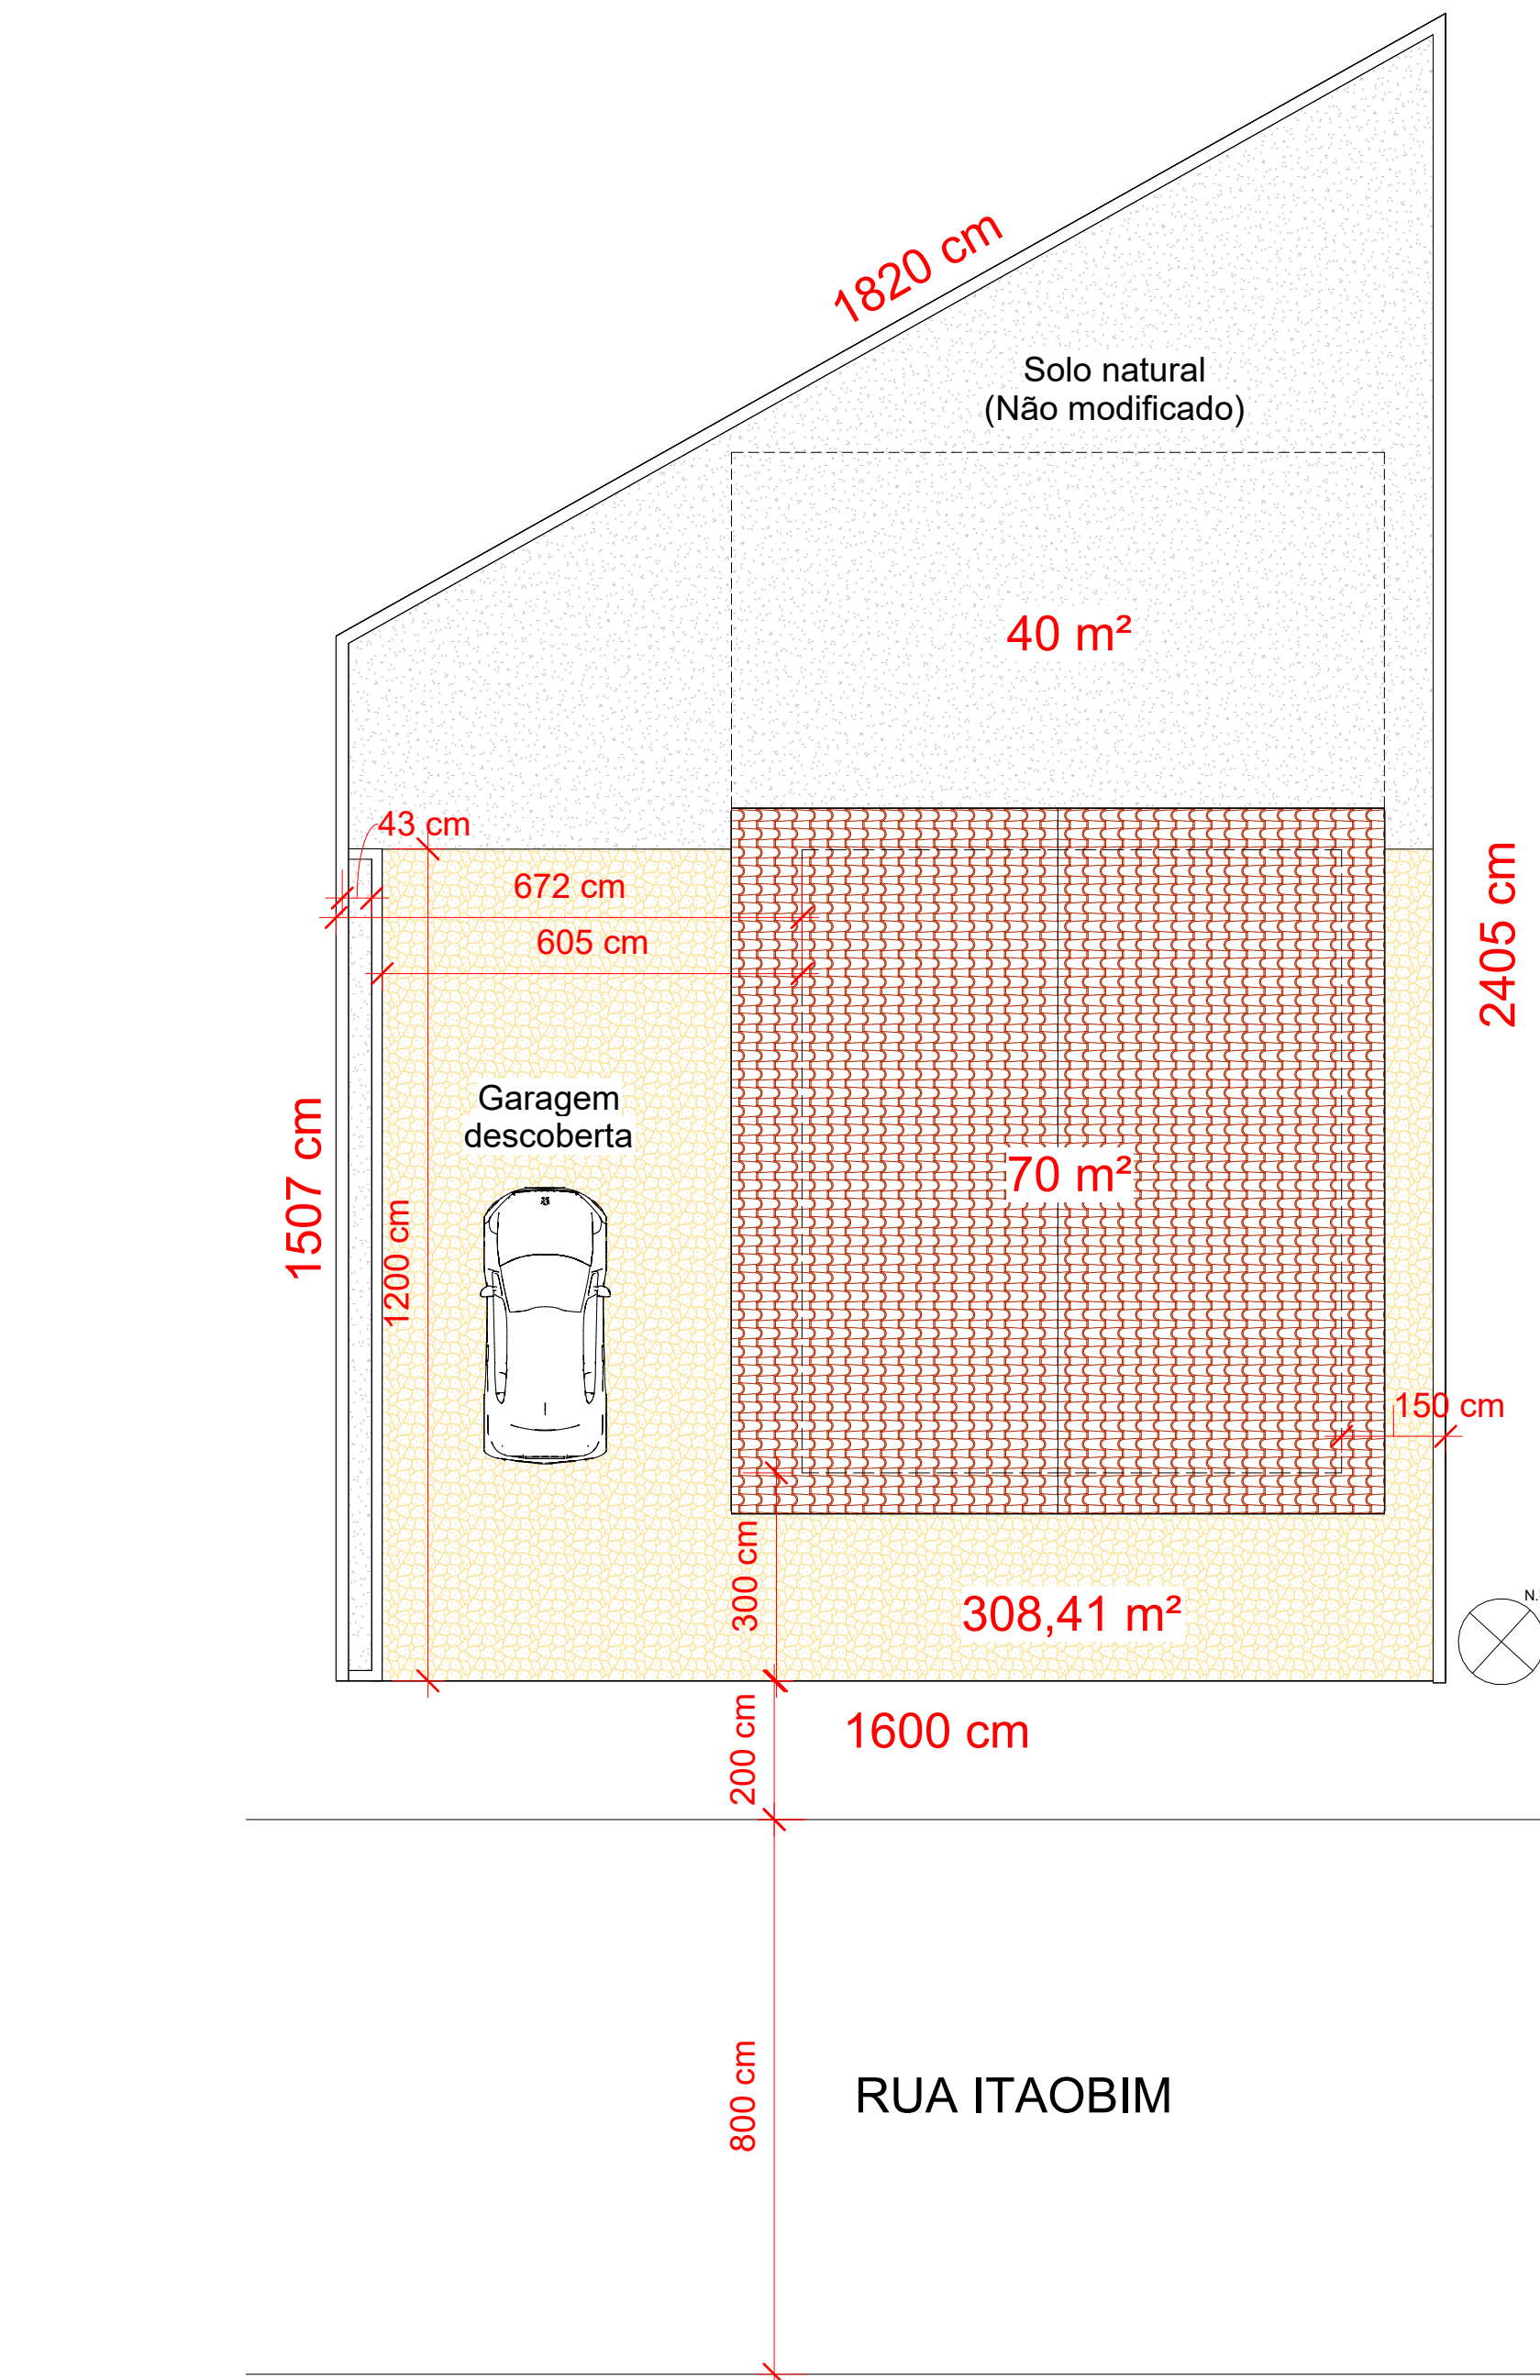 1820 cm
Solo natural
(Não modificado)
40 m²
43 cm
672 cm
605 cm
2405 cm
Garagem
descoberta
70 m²
1507 cm
1200 cm
150 cm
300 cm
308,41 m²
N.
1600 cm
200 cm
800 cm
RUA ITAOBIM